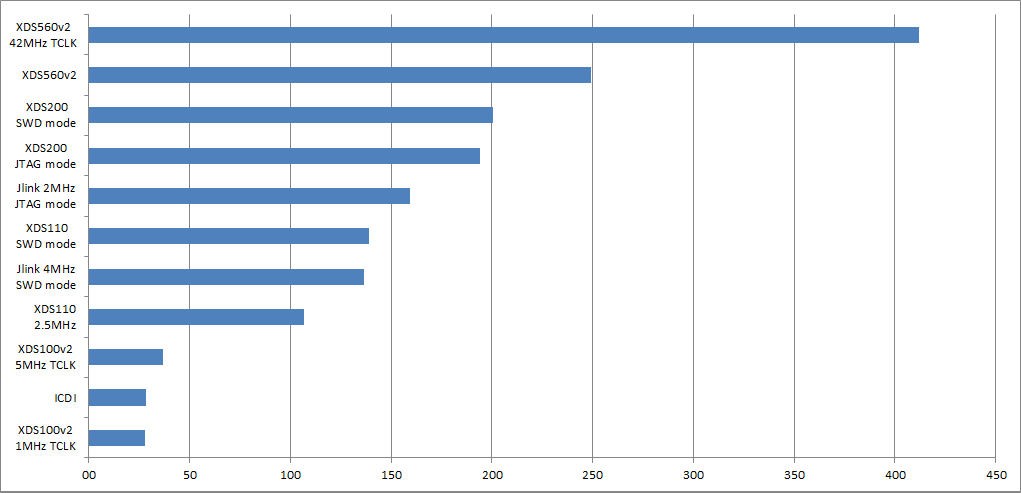 XDS560v2
42MHz TCLK
XDS560v2
XDS200
SWD mode
XDS200
JTAG mode
Jlink 2MHz
JTAG mode
XDS110
SWD mode
Jlink 4MHz
SWD mode
XDS110
2.5MHz
XDS100v2
5MHz TCLK
ICDI
XDS100v2
1MHz TCLK
00 50 100 150 200 250 300 350 400 450